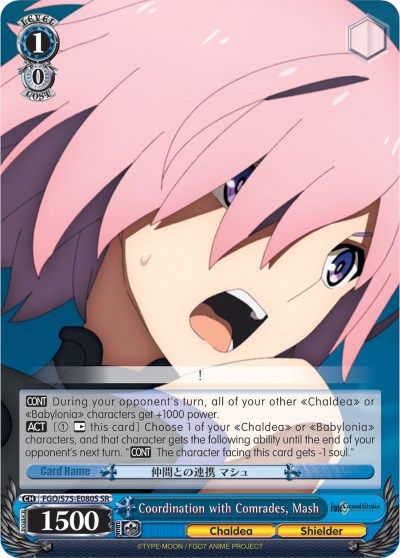 LEVEL
1
0
COST
!
CONT During your opponent's turn, all of your other «Chaldea» or
«Babylonia» characters get +1000 power.
ACT [① this card] Choose 1 of your «Chaldea» or «Babylonia»
characters, and that character gets the following ability until the end of
your opponent's next turn. "CONT The character facing this card gets -1 soul."
Card Name 仲間との連携 マシュ
CH FGO/S75-E080S SR
1500
Coordination with Comrades, Mash
Chaldea Shielder
©TYPE-MOON / FGO7 ANIME PROJECT